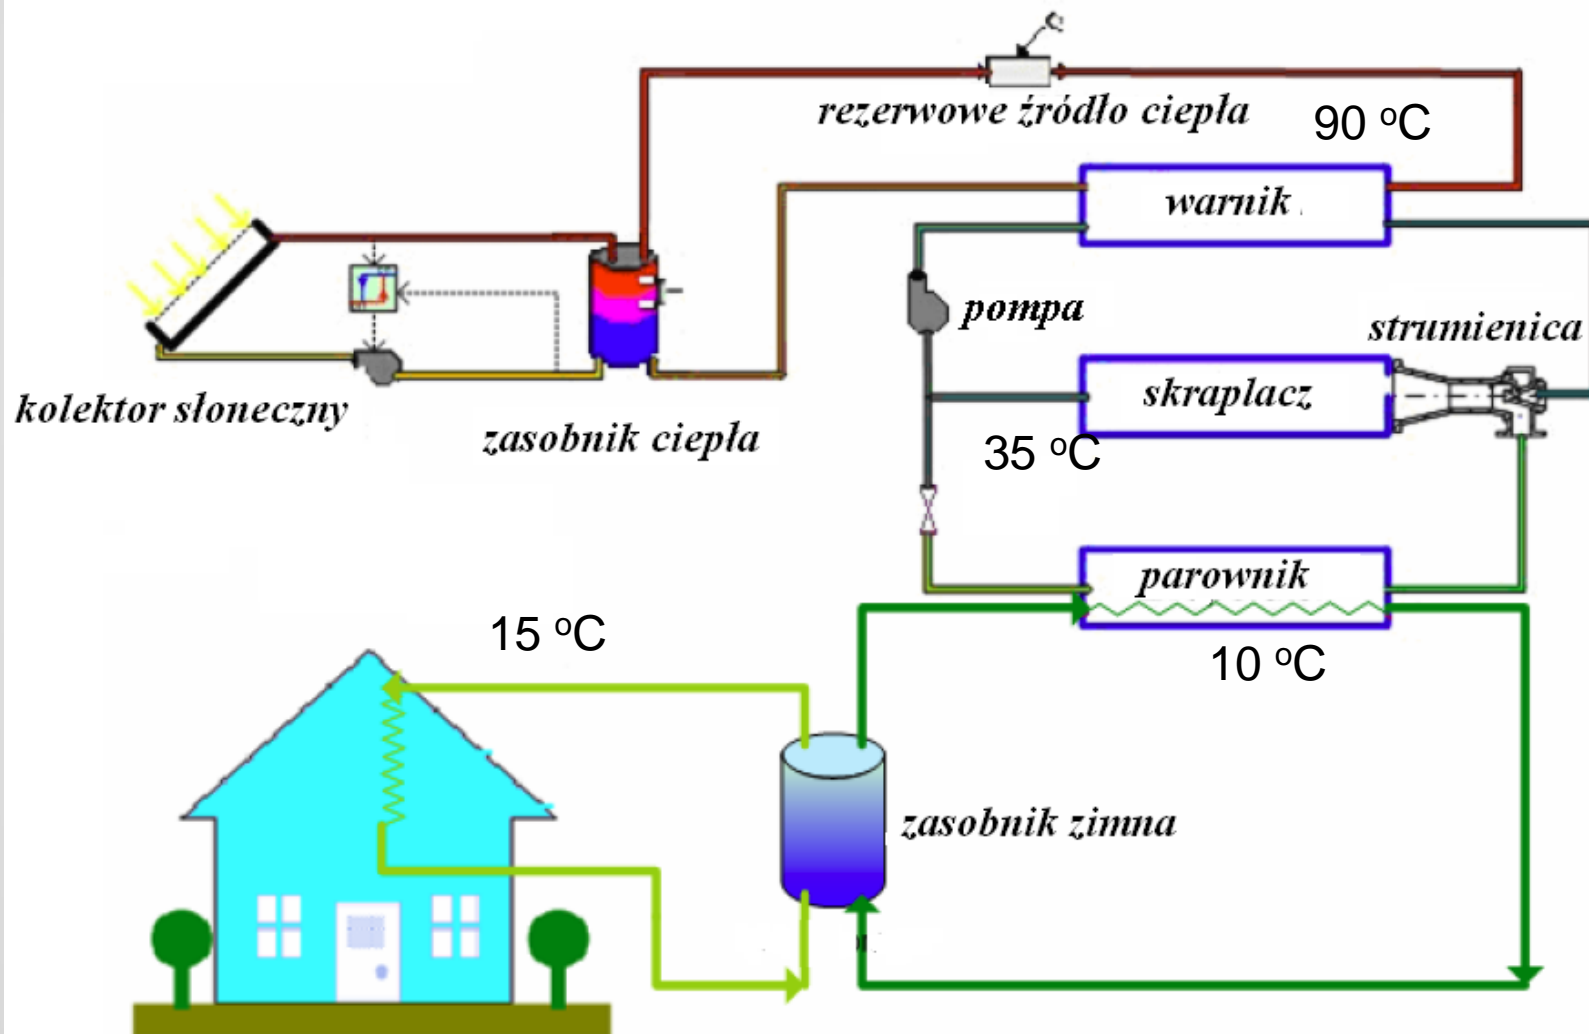 rezerwowe źródło ciepła
90 °C
warnik
pompa
strumienica
kolektor słoneczny
zasobnik ciepła
skraplacz
35 °C
parownik
15 °C
10 °C
zasobnik zimna